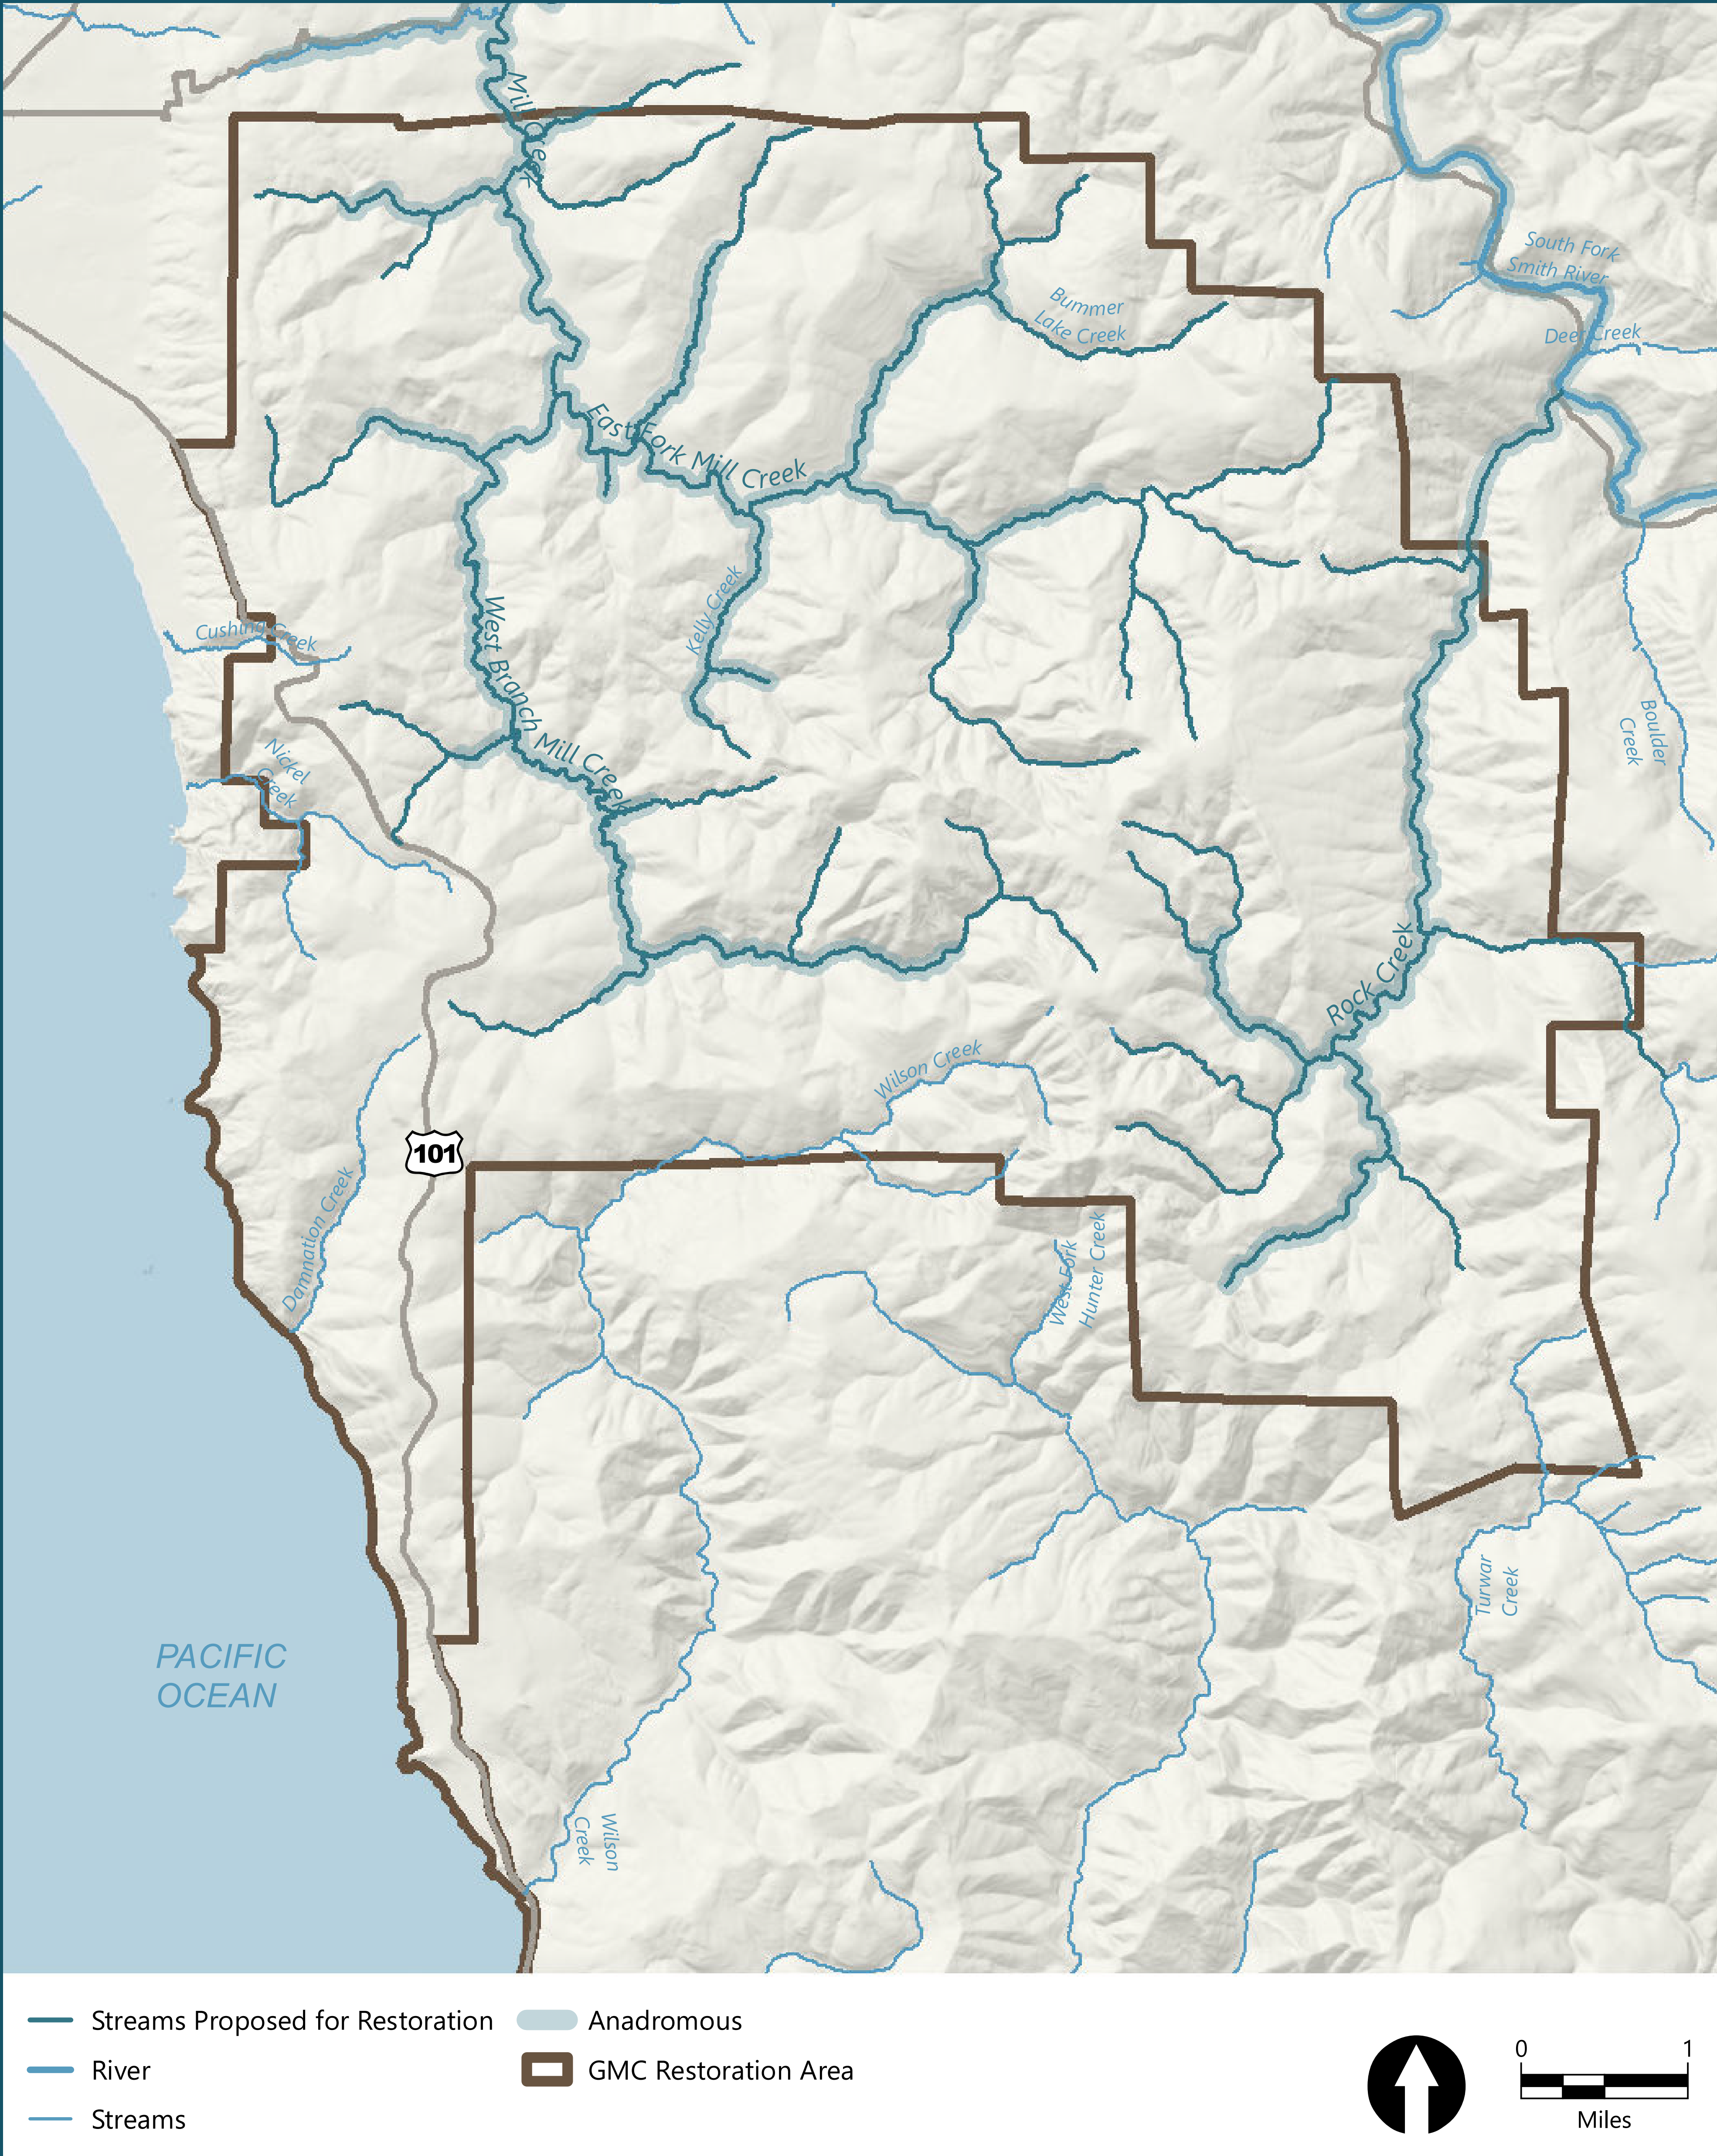 Mill Creek
South Fork
Smith River
Deer Creek
Bummer
Lake Creek
East Fork Mill Creek
Kelly Creek
Cushing Creek
West Branch Mill Creek
Boulder
Creek
Nickel
Creek
Rock Creek
Wilson Creek
101
Damnation Creek
West Fork
Hunter Creek
Turwar
Creek
PACIFIC
OCEAN
Wilson
Creek
Streams Proposed for Restoration
River
Streams
Anadromous
GMC Restoration Area
0 1
Miles